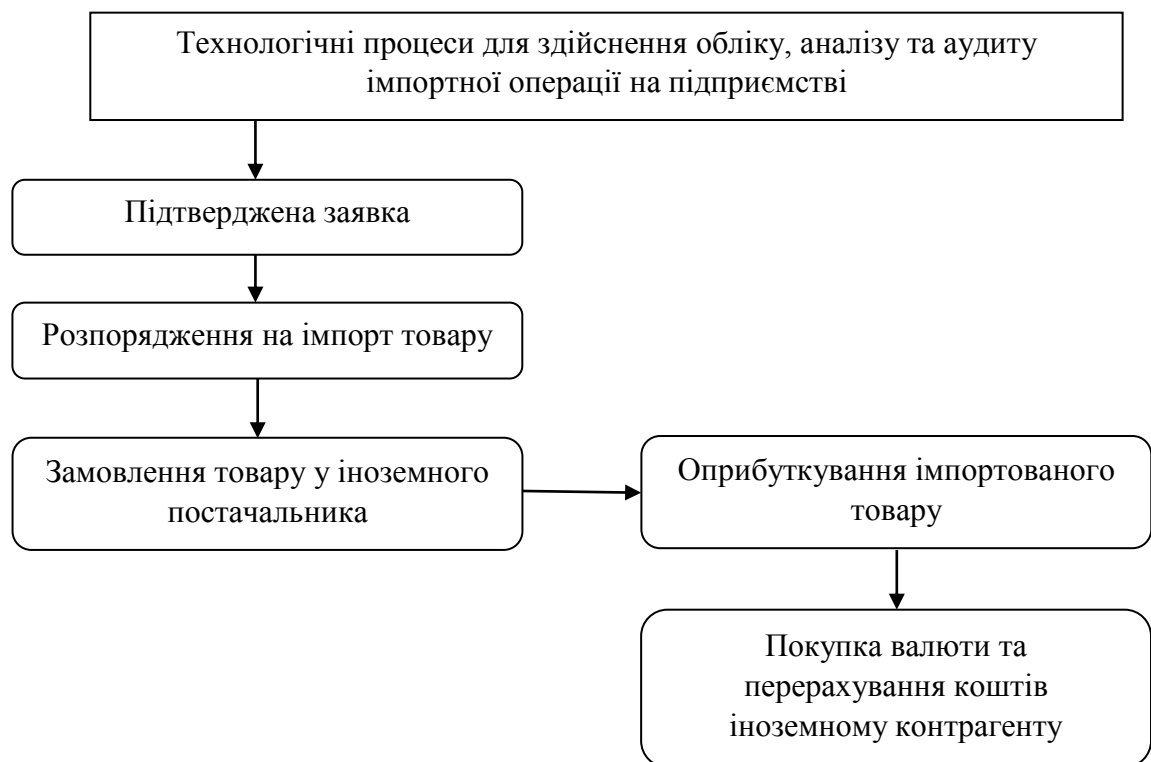 Технологічні процеси для здійснення обліку, аналізу та аудиту
імпортної операції на підприємстві
Підтверджена заявка
Розпорядження на імпорт товару
Замовлення товару у іноземного
постачальника
Оприбуткування імпортованого
товару
Покупка валюти та
перерахування коштів
іноземному контрагенту